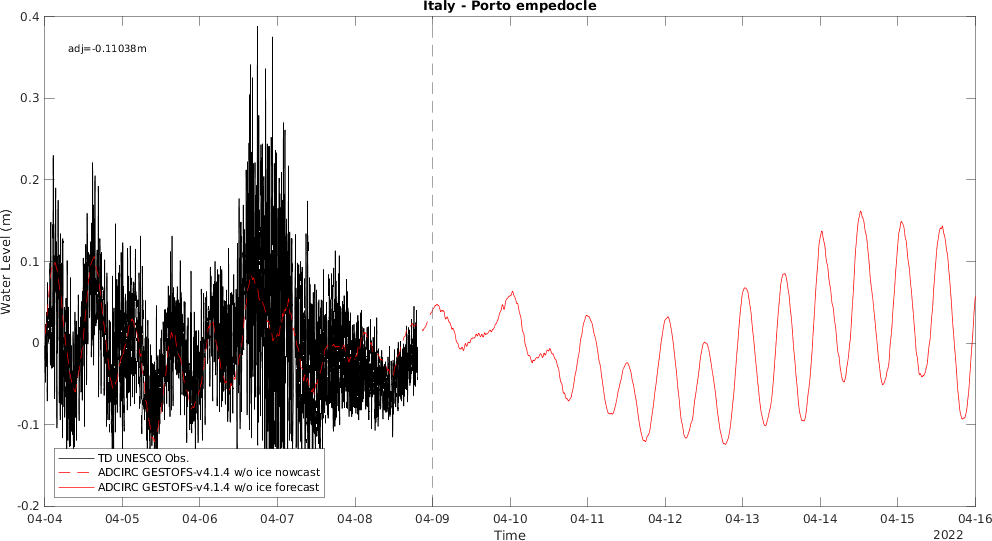 Italy - Porto empedocle
adj=-0.11038m
Water Level (m)
0.4
0.3
0.2
0.1
0
-0.1
-0.2
TD UNESCO Obs.
ADCIRC GESTOFS-v4.1.4 w/o ice nowcast
ADCIRC GESTOFS-v4.1.4 w/o ice forecast
04-04 04-05 04-06 04-07 04-08 04-09 04-10 04-11 04-12 04-13 04-14 04-15 04-16
Time
2022